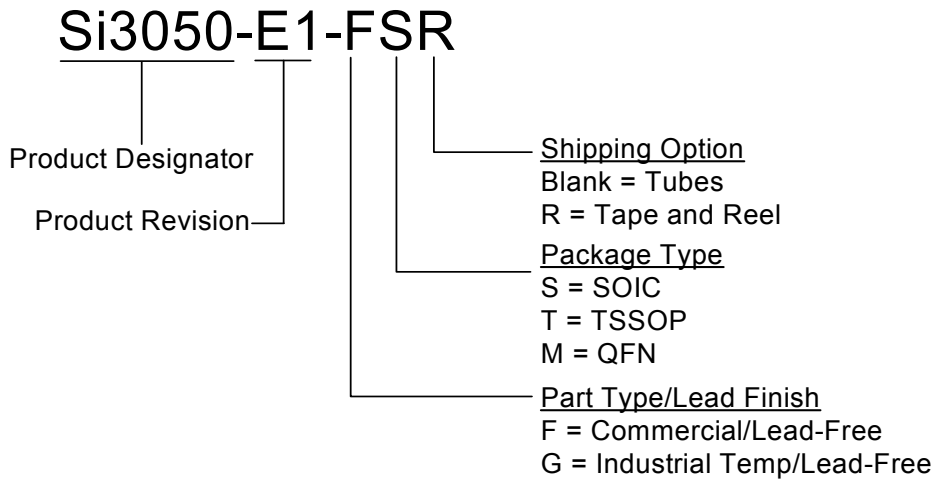 Si3050-E1-FSR
Product Designator
Product Revision
Shipping Option
Blank = Tubes
R = Tape and Reel
Package Type
S = SOIC
T = TSSOP
M = QFN
Part Type/Lead Finish
F = Commercial/Lead-Free
G = Industrial Temp/Lead-Free